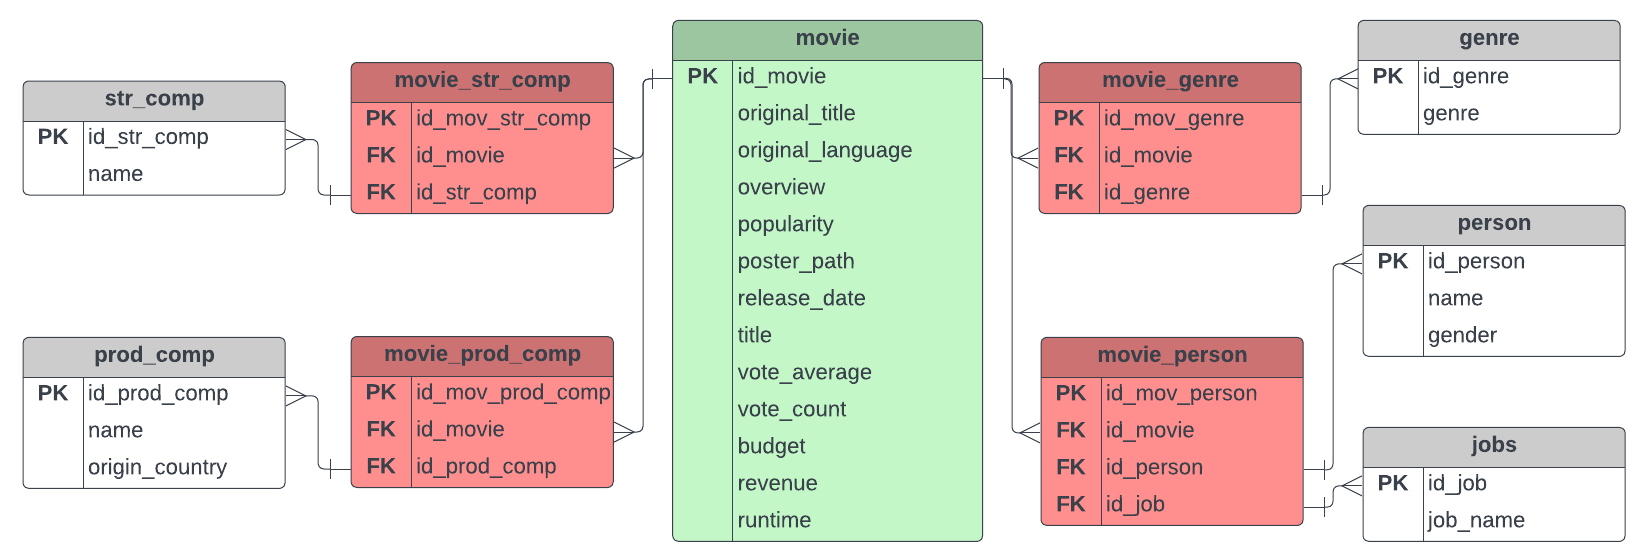 str_comp
PK id_str_comp
name
prod_comp
PK id_prod_comp
name
origin_country
movie_str_comp
PK id_mov_str_comp
FK id_movie
FK id_str_comp
movie_prod_comp
PK id_mov_prod_comp
FK id_movie
FK id_prod_comp
movie
PK id_movie
original_title
original_language
overview
popularity
poster_path
release_date
title
vote_average
vote_count
budget
revenue
runtime
movie_genre
PK id_mov_genre
FK id_movie
FK id_genre
movie_person
PK id_mov_person
FK id_movie
FK id_person
FK id_job
genre
PK id_genre
genre
person
PK id_person
name
gender
jobs
PK id_job
job_name